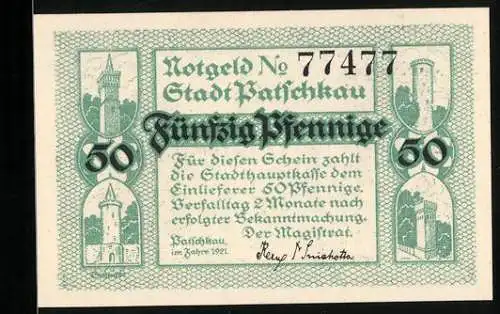 Notgeld No 77477
Stadt Patschkau
Fünfzig Pfennige
50
50
Für diesen Schein zahlt
die Stadthauptkasse dem
Einlieferer 50 Pfennige.
Verfalltag 2 Monate nach
erfolgter Bekanntmachung.
Der Magistrat.
Patschkau,
im Jahre 1921.